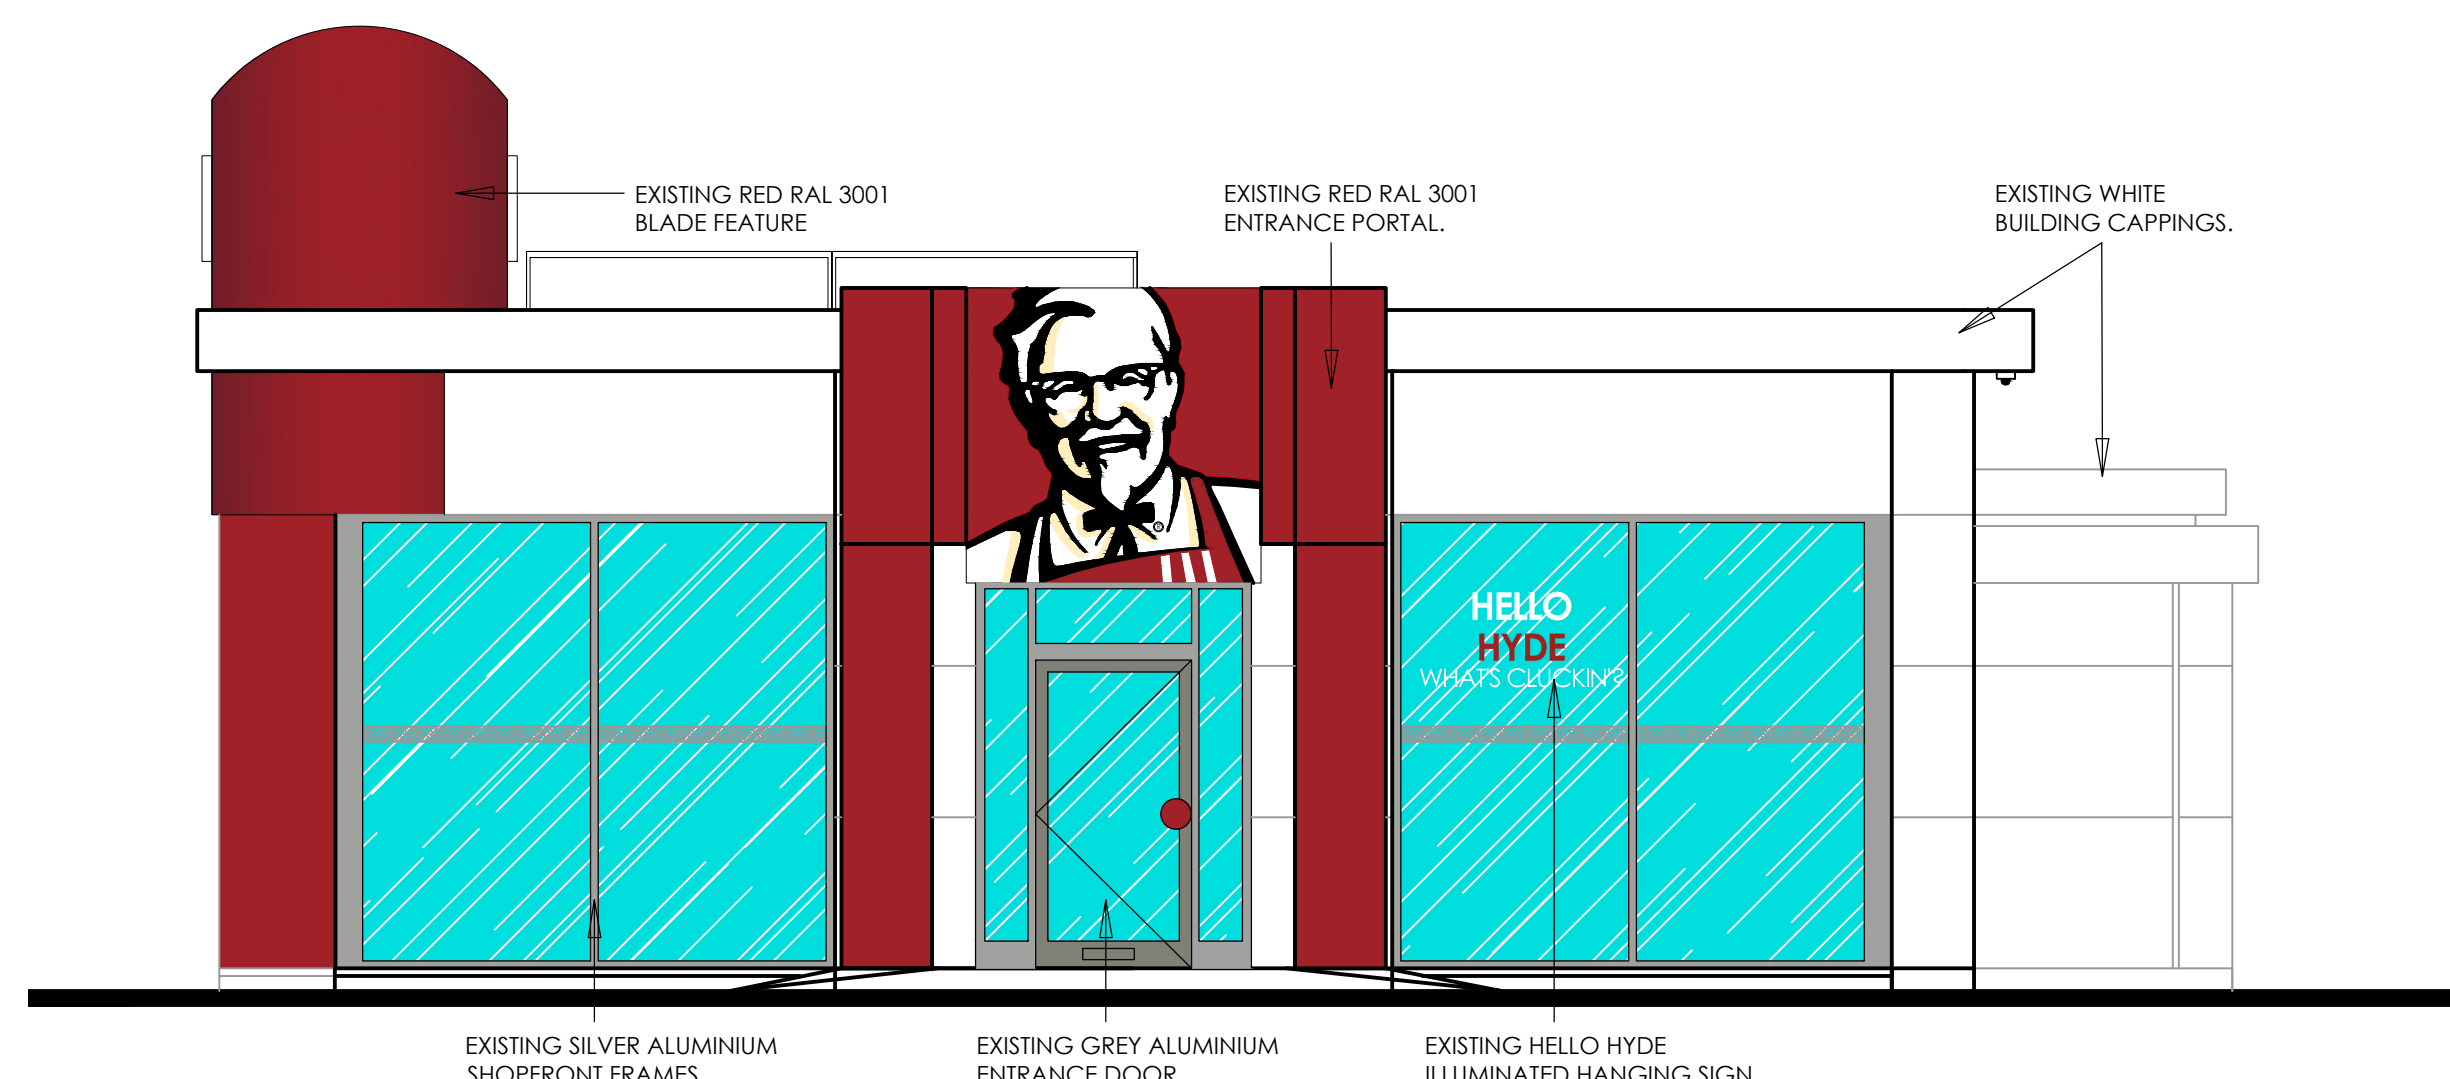 EXISTING RED RAL 3001
BLADE FEATURE
EXISTING RED RAL 3001
ENTRANCE PORTAL.
EXISTING WHITE
BUILDING CAPPINGS.
®
HELLO
HYDE
WHAT'S CLUCKIN'?
EXISTING SILVER ALUMINIUM
SHOPFRONT FRAMES
EXISTING GREY ALUMINIUM
ENTRANCE DOOR
EXISTING HELLO HYDE
ILLUMINATED HANGING SIGN